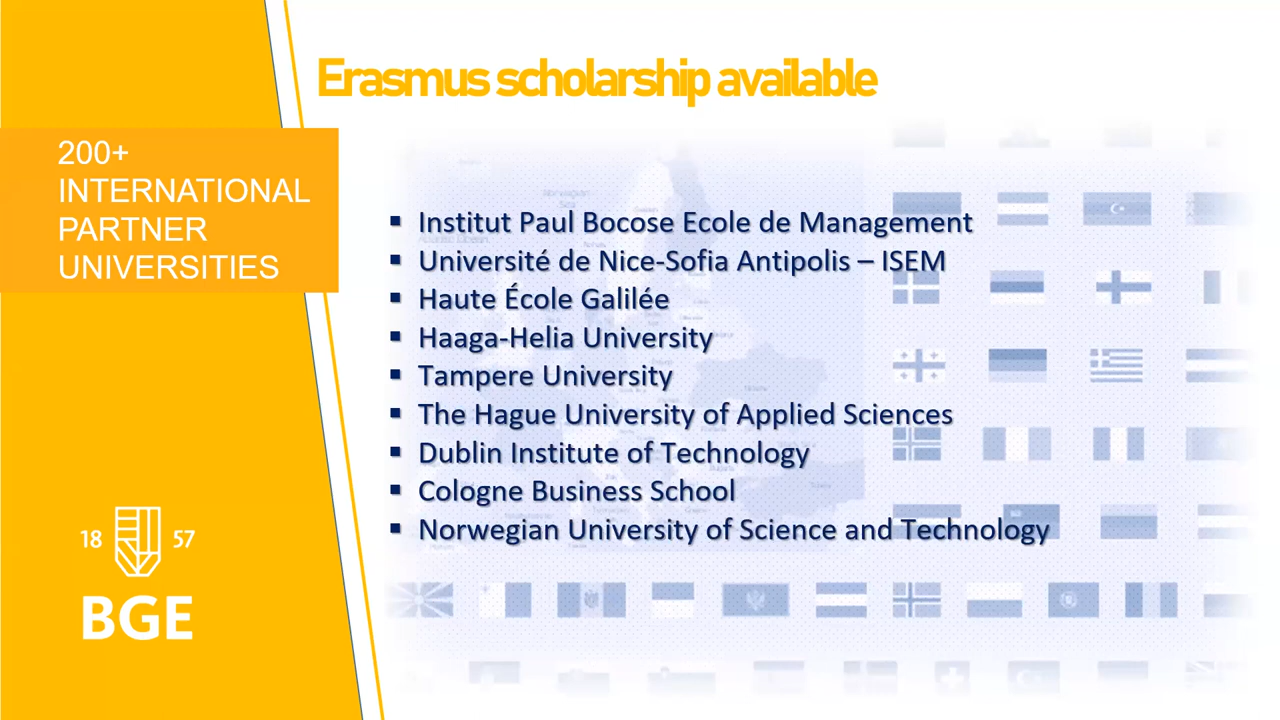 Erasmus scholarship available
200+
INTERNATIONAL
PARTNER
UNIVERSITIES
▪ Institut Paul Bocose Ecole de Management
▪ Université de Nice-Sofia Antipolis – ISEM
▪ Haute École Galilée
▪ Haaga-Helia University
▪ Tampere University
▪ The Hague University of Applied Sciences
▪ Dublin Institute of Technology
▪ Cologne Business School
▪ Norwegian University of Science and Technology
18 57
BGE